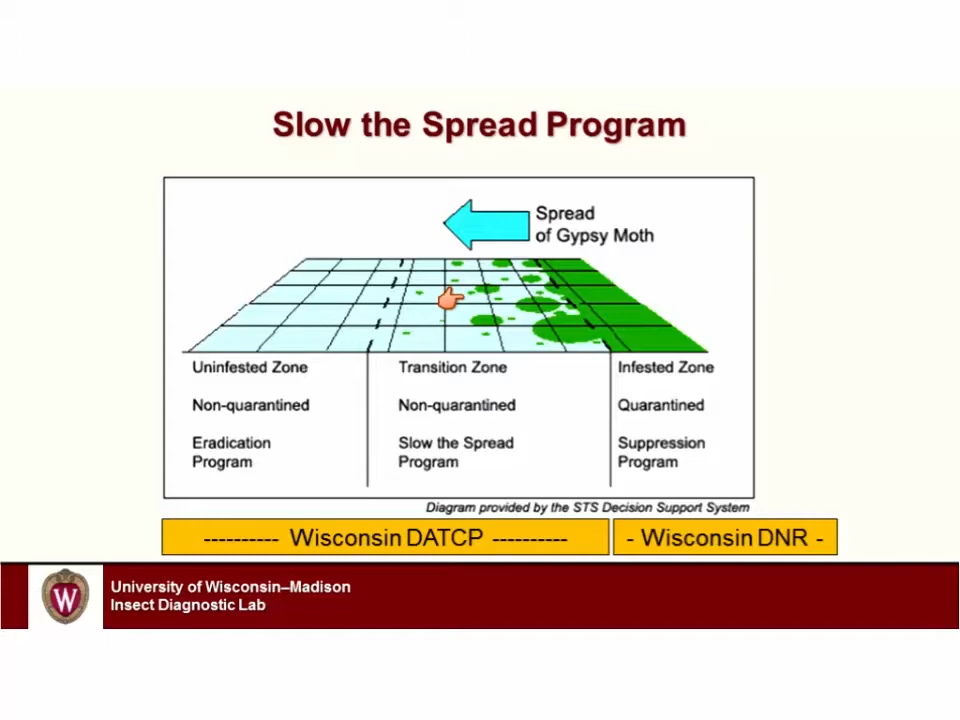 Slow the Spread Program
Spread
of Gypsy Moth
Uninfested Zone
Non-quarantined
Eradication
Program
Transition Zone
Non-quarantined
Slow the Spread
Program
Infested Zone
Quarantined
Suppression
Program
Diagram provided by the STS Decision Support System
---------- Wisconsin DATCP ----------
- Wisconsin DNR -
W
University of Wisconsin–Madison
Insect Diagnostic Lab